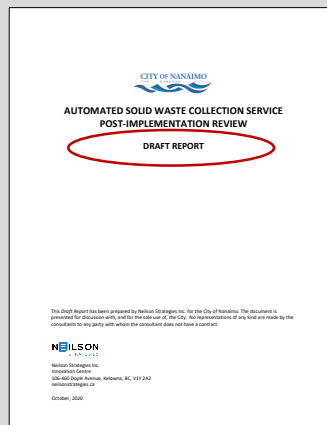 CITY OF NANAIMO
THE HARBOUR CITY
AUTOMATED SOLID WASTE COLLECTION SERVICE
POST-IMPLEMENTATION REVIEW
DRAFT REPORT
This Draft Report has been prepared by Neilson Strategies Inc. for the City of Nanaimo. The document is
presented for discussion with, and for the sole use of, the City. No representations of any kind are made by the
consultants to any party with whom the consultant does not have a contract.
NEILSON
STRATEGIES
Neilson Strategies Inc.
Innovation Centre
106-460 Doyle Avenue, Kelowna, BC, V1Y 2A2
neilsonstrategies.ca
October, 2020